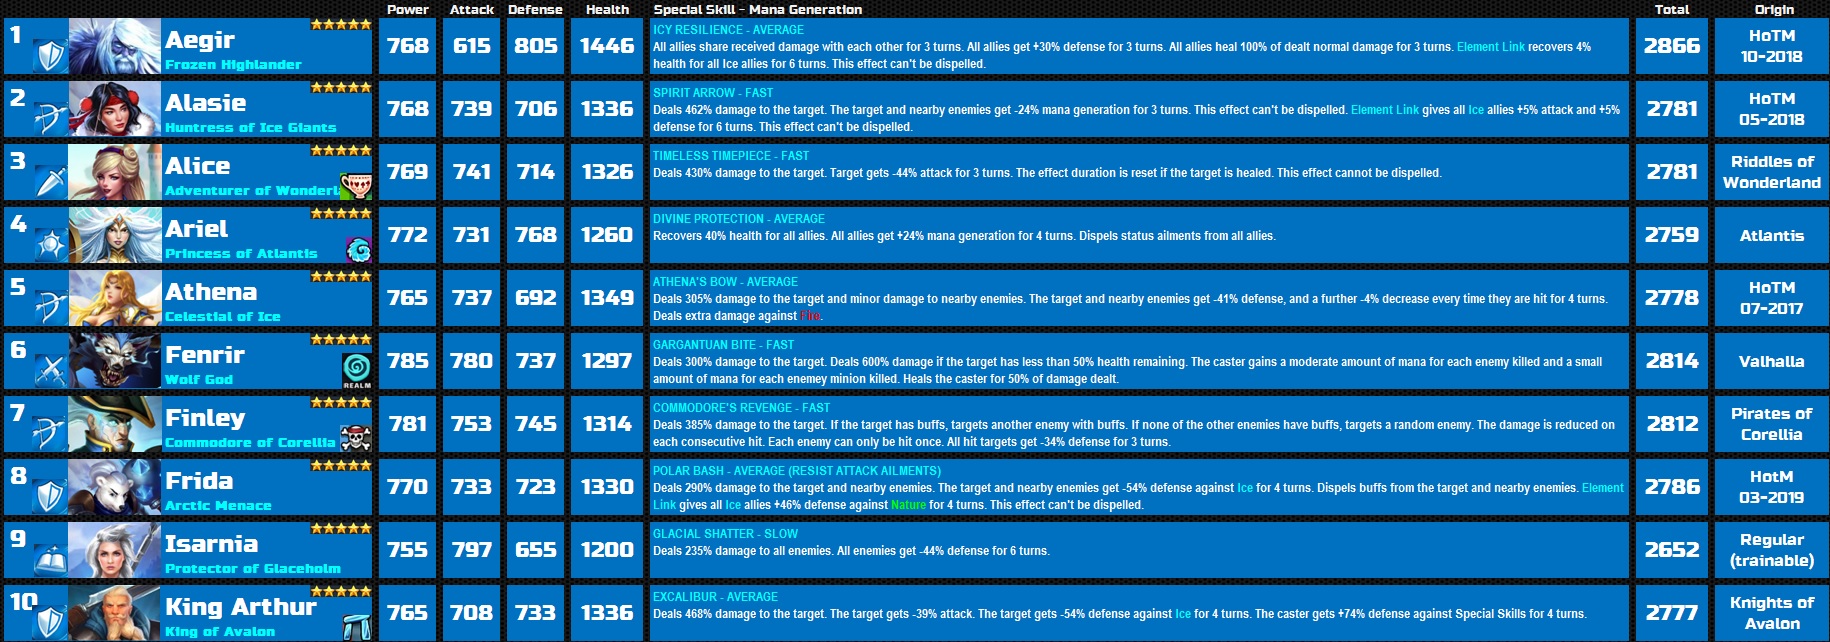 Power Attack Defense Health Special Skill - Mana Generation Total Origin
1
Aegir
Frozen Highlander
768 615 805 1446
ICY RESILIENCE - AVERAGE
All allies share received damage with each other for 3 turns. All allies get +30% defense for 3 turns. All allies heal 100% of dealt normal damage for 3 turns. Element Link recovers 4%
health for all Ice allies for 6 turns. This effect can't be dispelled.
2866
HoTM
10-2018
2
Alasie
Huntress of Ice Giants
768 739 706 1336
SPIRIT ARROW - FAST
Deals 462% damage to the target. The target and nearby enemies get -24% mana generation for 3 turns. This effect can't be dispelled. Element Link gives all Ice allies +5% attack and +5%
defense for 6 turns. This effect can't be dispelled.
2781
HoTM
05-2018
3
Alice
Adventurer of Wonderl
769 741 714 1326
TIMELESS TIMEPIECE - FAST
Deals 430% damage to the target. Target gets -44% attack for 3 turns. The effect duration is reset if the target is healed. This effect cannot be dispelled.
2781
Riddles of
Wonderland
4
Ariel
Princess of Atlantis
772 731 768 1260
DIVINE PROTECTION - AVERAGE
Recovers 40% health for all allies. All allies get +24% mana generation for 4 turns. Dispels status ailments from all allies.
2759
Atlantis
5
Athena
Celestial of Ice
765 737 692 1349
ATHENA'S BOW - AVERAGE
Deals 305% damage to the target and minor damage to nearby enemies. The target and nearby enemies get -41% defense, and a further -4% decrease every time they are hit for 4 turns.
Deals extra damage against Fire.
2778
HoTM
07-2017
6
Fenrir
Wolf God
REALM
785 780 737 1297
GARGANTUAN BITE - FAST
Deals 300% damage to the target. Deals 600% damage if the target has less than 50% health remaining. The caster gains a moderate amount of mana for each enemy killed and a small
amount of mana for each enemey minion killed. Heals the caster for 50% of damage dealt.
2814
Valhalla
7
Finley
Commodore of Corellia
781 753 745 1314
COMMODORE'S REVENGE - FAST
Deals 385% damage to the target. If the target has buffs, targets another enemy with buffs. If none of the other enemies have buffs, targets a random enemy. The damage is reduced on
each consecutive hit. Each enemy can only be hit once. All hit targets get -34% defense for 3 turns.
2812
Pirates of
Corellia
8
Frida
Arctic Menace
770 733 723 1330
POLAR BASH - AVERAGE (RESIST ATTACK AILMENTS)
Deals 290% damage to the target and nearby enemies. The target and nearby enemies get -54% defense against Ice for 4 turns. Dispels buffs from the target and nearby enemies. Element
Link gives all Ice allies +46% defense against Nature for 4 turns. This effect can't be dispelled.
2786
HotM
03-2019
9
Isarnia
Protector of Glaceholm
755 797 655 1200
GLACIAL SHATTER - SLOW
Deals 235% damage to all enemies. All enemies get -44% defense for 6 turns.
2652
Regular
(trainable)
10
King Arthur
King of Avalon
765 708 733 1336
EXCALIBUR - AVERAGE
Deals 468% damage to the target. The target gets -39% attack. The target gets -54% defense against Ice for 4 turns. The caster gets +74% defense against Special Skills for 4 turns.
2777
Knights of
Avalon